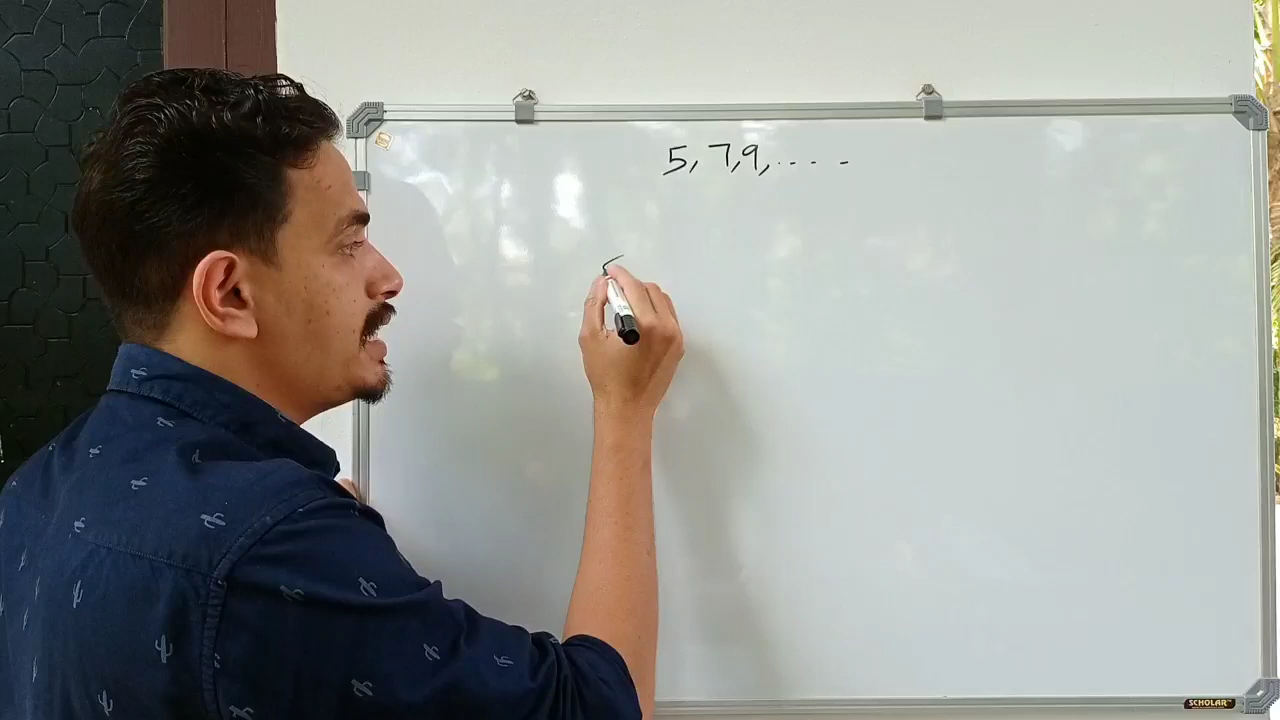 5, 7, 9, .....
SCHOLAR